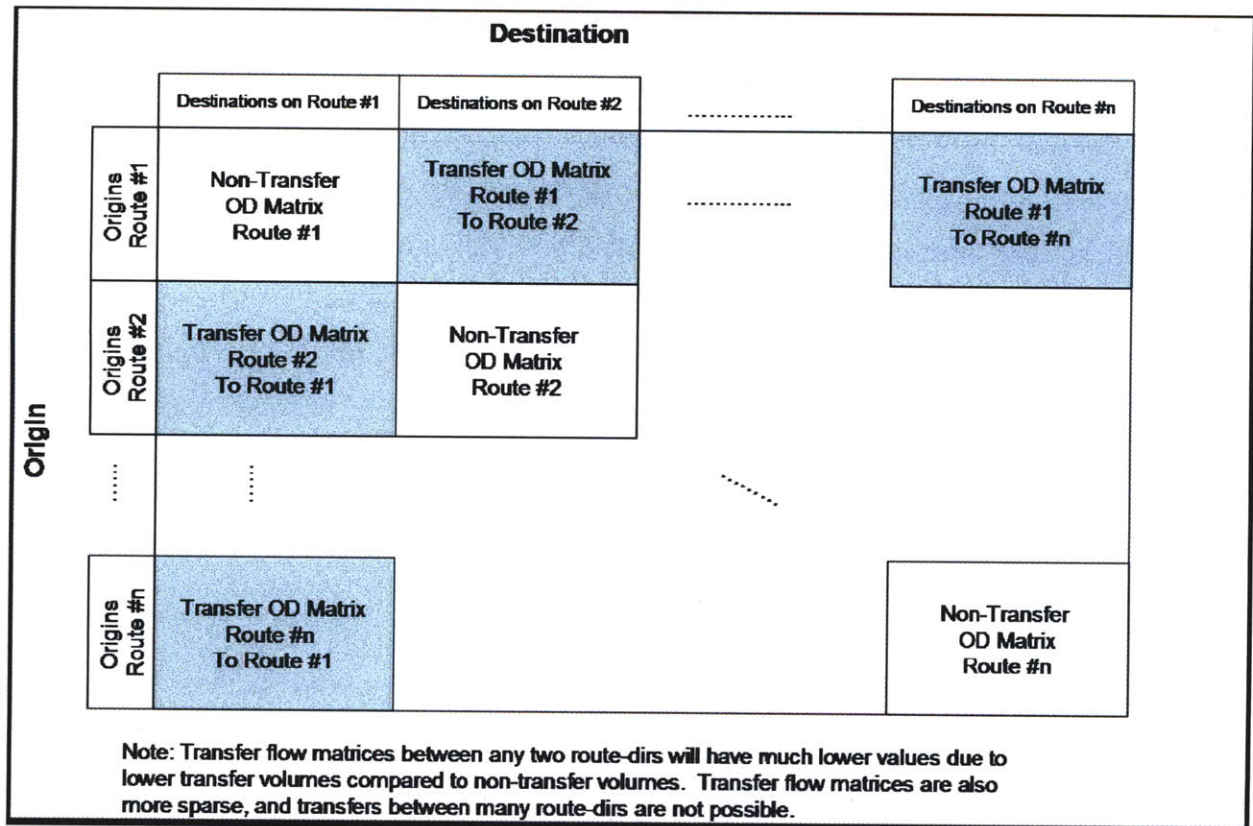 Destination
Destinations on Route #1
Destinations on Route #2
....................
Destinations on Route #n
Origin
Origins
Route #1
Non-Transfer
OD Matrix
Route #1
Transfer OD Matrix
Route #1
To Route #2
....................
Transfer OD Matrix
Route #1
To Route #n
Origins
Route #2
Transfer OD Matrix
Route #2
To Route #1
Non-Transfer
OD Matrix
Route #2
......
..........
............
Origins
Route #n
Transfer OD Matrix
Route #n
To Route #1
Non-Transfer
OD Matrix
Route #n
Note: Transfer flow matrices between any two route-dirs will have much lower values due to
lower transfer volumes compared to non-transfer volumes. Transfer flow matrices are also
more sparse, and transfers between many route-dirs are not possible.